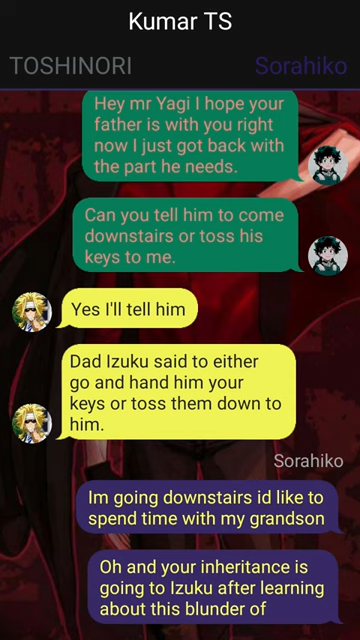 Kumar TS
TOSHINORI
Sorahiko
Hey mr Yagi I hope your
father is with you right
now I just got back with
the part he needs.
Can you tell him to come
downstairs or toss his
keys to me.
Yes I'll tell him
Dad Izuku said to either
go and hand him your
keys or toss them down to
him.
Sorahiko
Im going downstairs id like to
spend time with my grandson
Oh and your inheritance is
going to Izuku after learning
about this blunder of